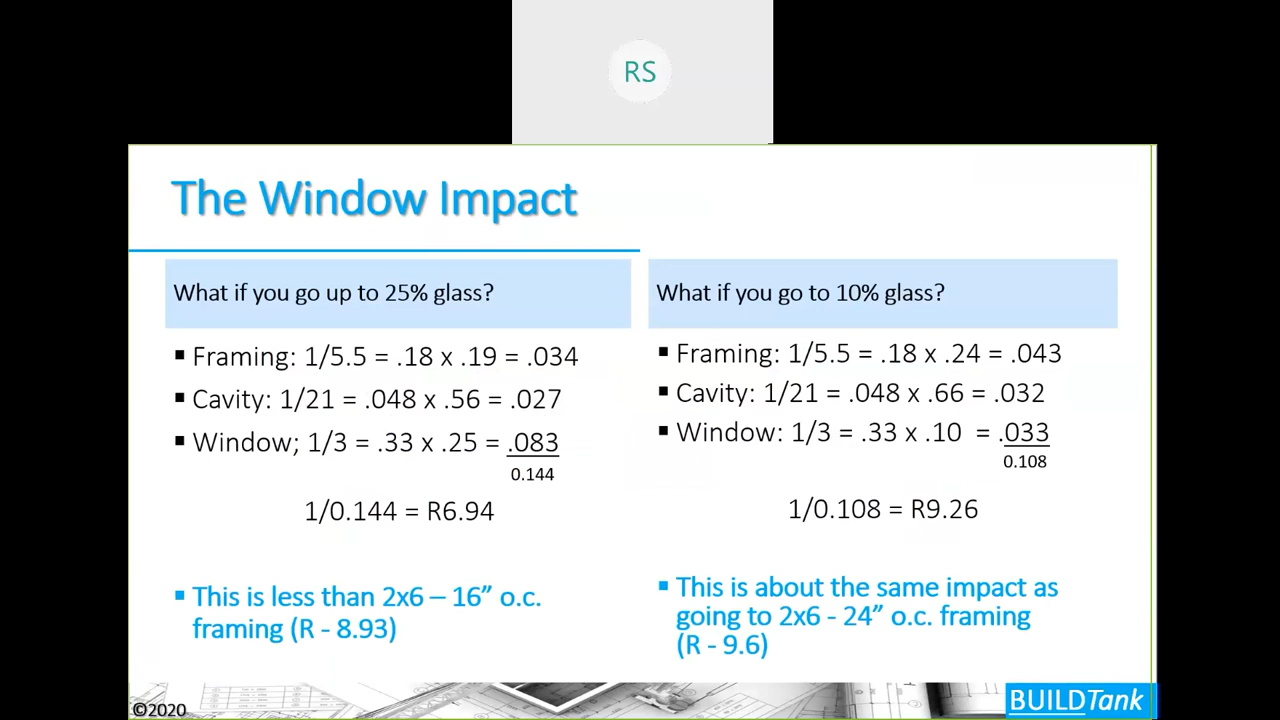 RS
The Window Impact
What if you go up to 25% glass?
▪ Framing: 1/5.5 = .18 x .19 = .034
▪ Cavity: 1/21 = .048 x .56 = .027
▪ Window; 1/3 = .33 x .25 = .083
0.144
1/0.144 = R6.94
▪ This is less than 2x6 – 16” o.c.
framing (R - 8.93)
What if you go to 10% glass?
▪ Framing: 1/5.5 = .18 x .24 = .043
▪ Cavity: 1/21 = .048 x .66 = .032
▪ Window: 1/3 = .33 x .10 = .033
0.108
1/0.108 = R9.26
▪ This is about the same impact as
going to 2x6 - 24” o.c. framing
(R - 9.6)
©2020
BUILDTank